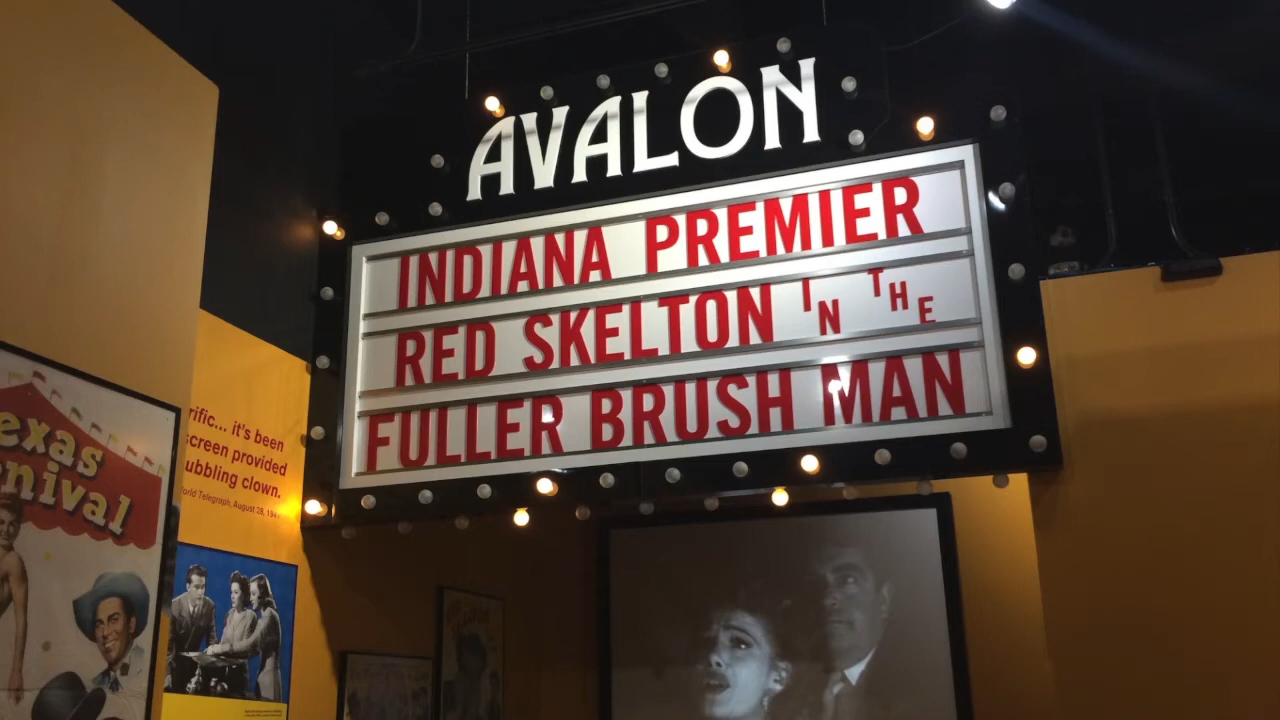 AVALON
INDIANA PREMIER
RED SKELTON IN THE
FULLER BRUSH MAN
rific... it's been
screen provided
ubbling clown.
orld Telegraph, August 28, 194
exas
nival